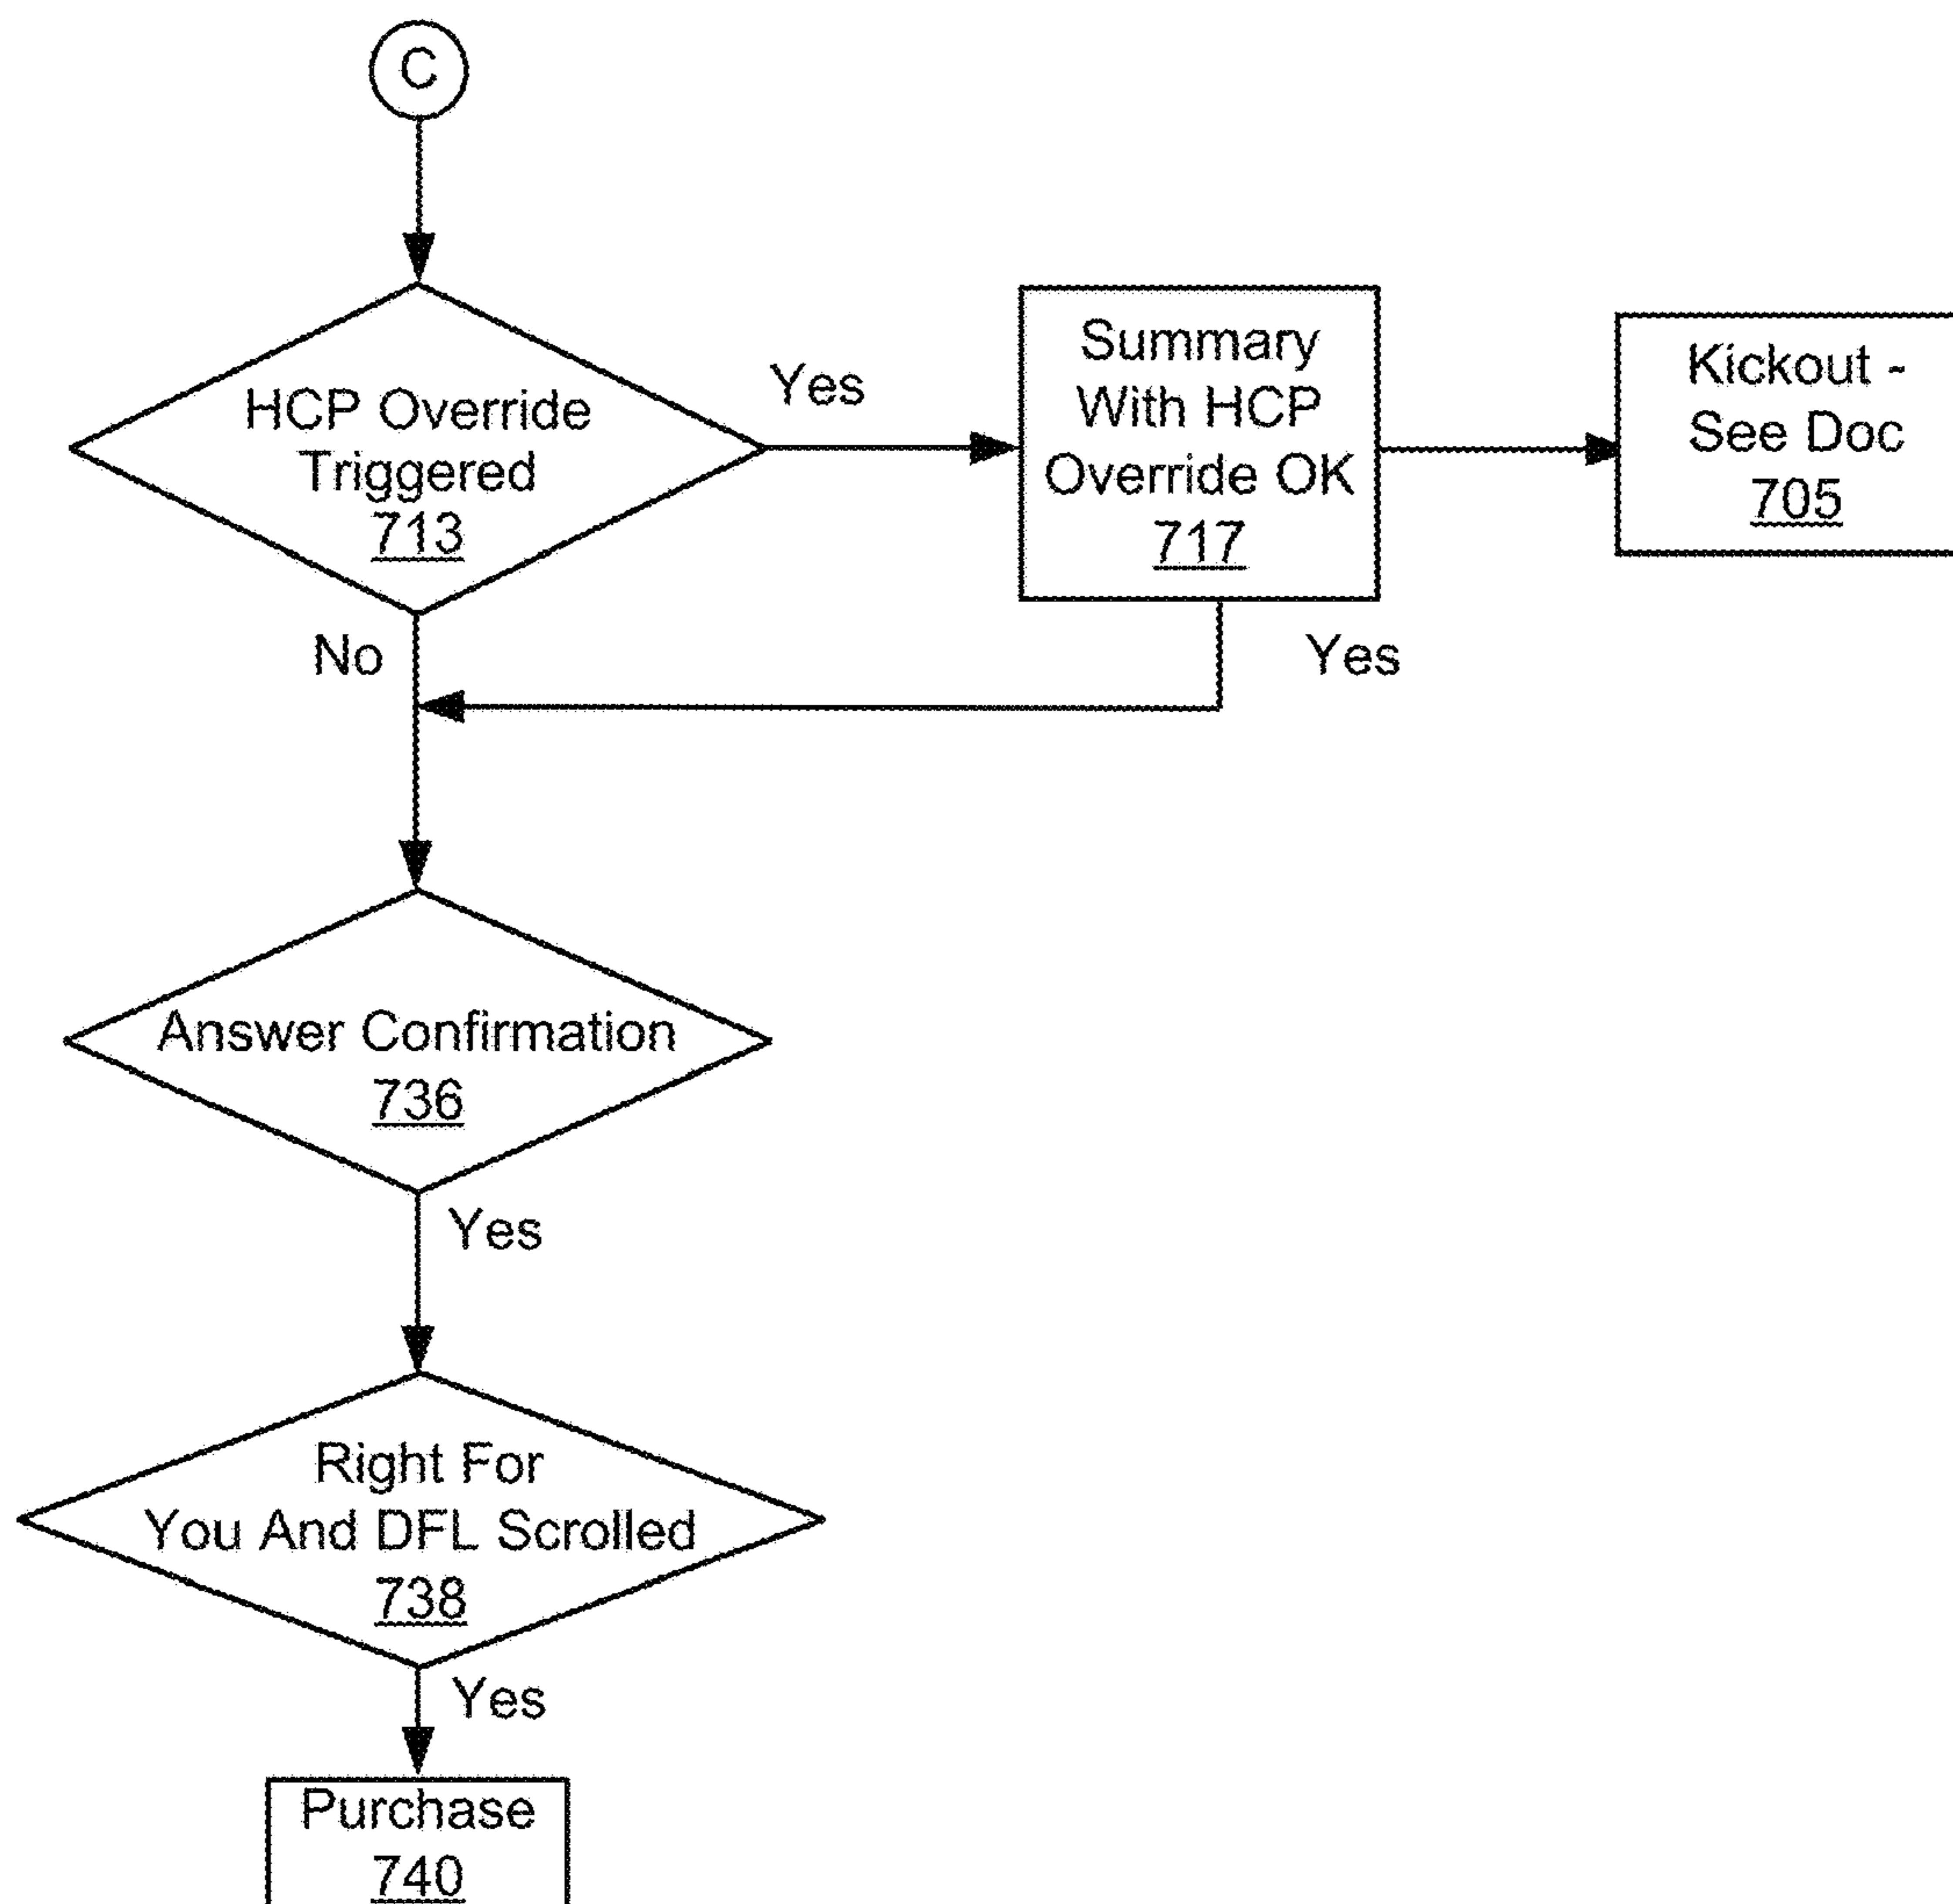 C
HCP Override
Triggered
713
Yes
Summary
With HCP
Override OK
717
Kickout -
See Doc
705
No
Yes
Answer Confirmation
736
Yes
Right For
You And DFL Scrolled
738
Yes
Purchase
740